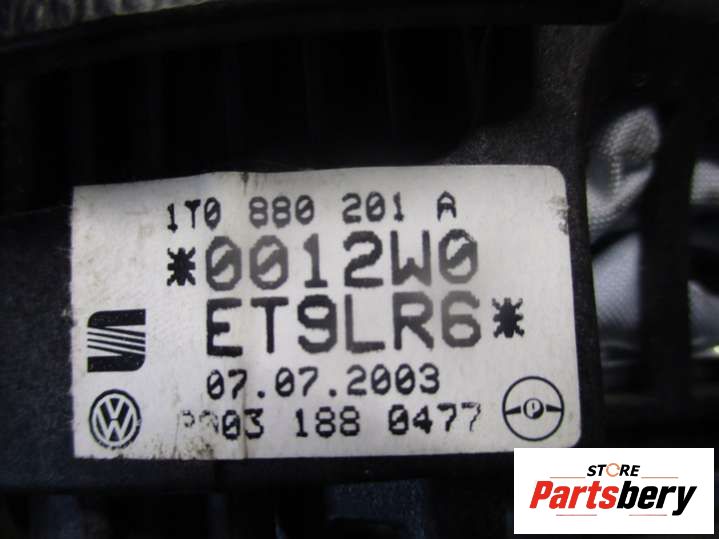 1T0 880 201 A
*0012W0
ET9LR6*
07.07.2003
03 188 0477
STORE
Partsbery